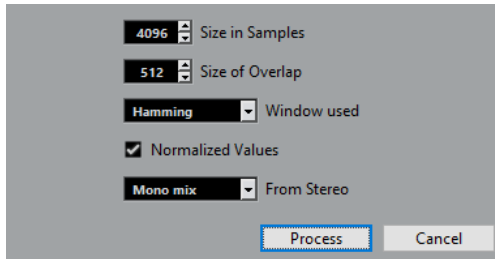 4096 Size in Samples
512 Size of Overlap
Hamming Window used
Normalized Values
Mono mix From Stereo
Process Cancel